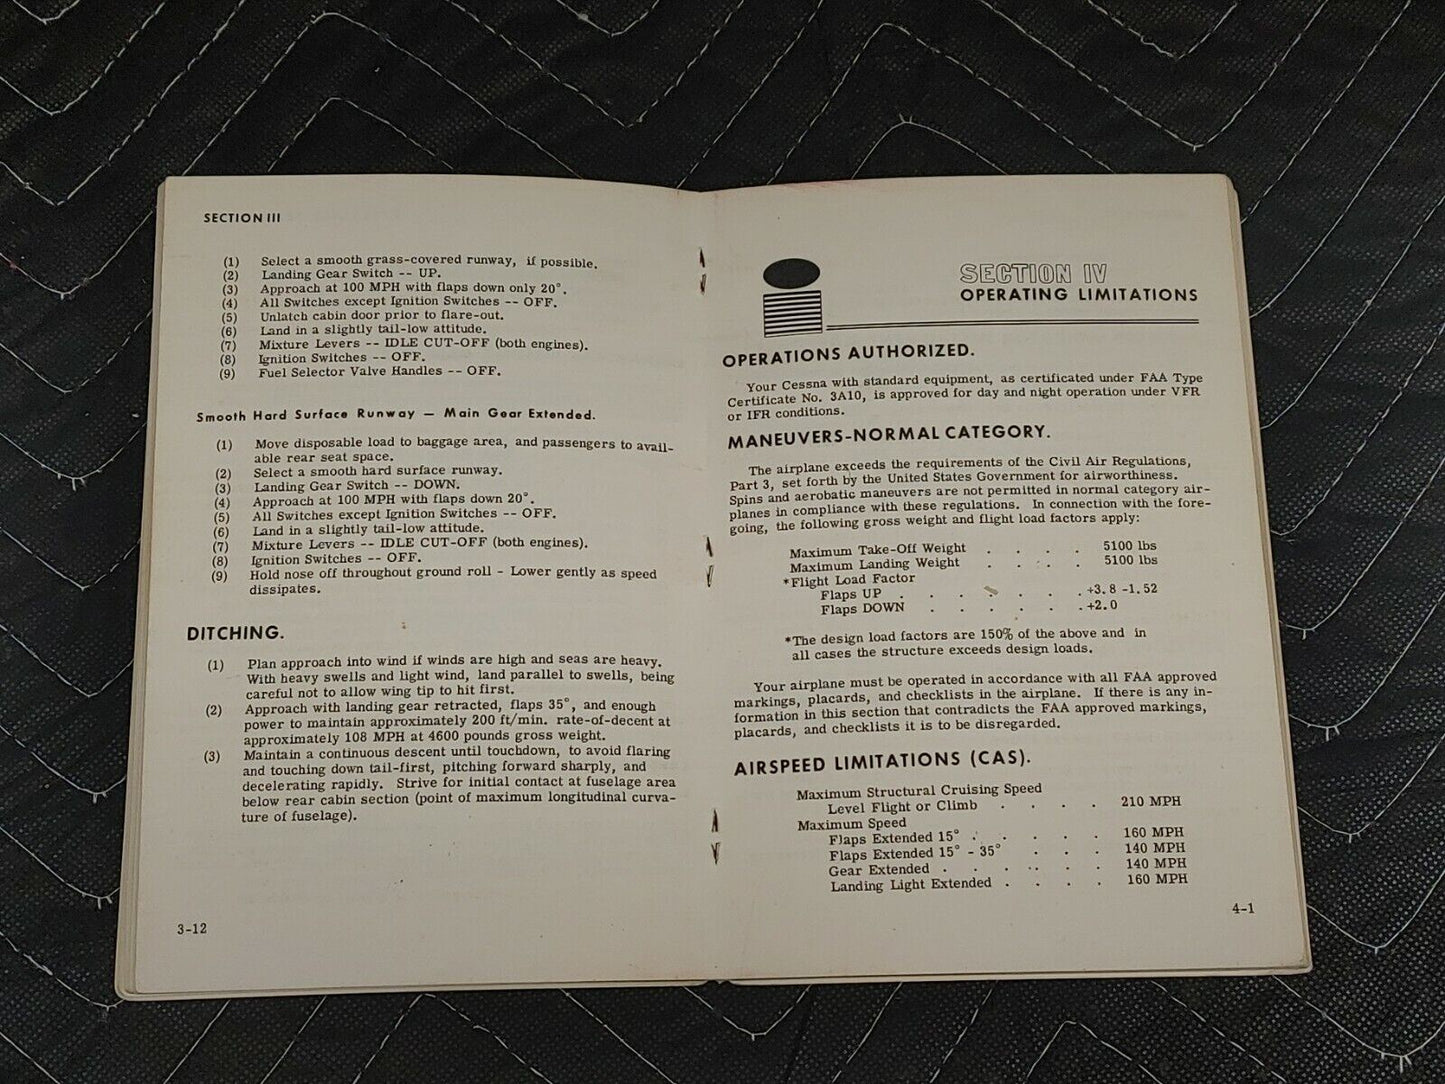 SECTION III
(1) Select a smooth grass-covered runway, if possible.
(2) Landing Gear Switch -- UP.
(3) Approach at 100 MPH with flaps down only 20°.
(4) All Switches except Ignition Switches -- OFF.
(5) Unlatch cabin door prior to flare-out.
(6) Land in a slightly tail-low attitude.
(7) Mixture Levers -- IDLE CUT-OFF (both engines).
(8) Ignition Switches -- OFF.
(9) Fuel Selector Valve Handles -- OFF.
Smooth Hard Surface Runway — Main Gear Extended.
(1) Move disposable load to baggage area, and passengers to avail-
able rear seat space.
(2) Select a smooth hard surface runway.
(3) Landing Gear Switch -- DOWN.
(4) Approach at 100 MPH with flaps down 20°.
(5) All Switches except Ignition Switches -- OFF.
(6) Land in a slightly tail-low attitude.
(7) Mixture Levers -- IDLE CUT-OFF (both engines).
(8) Ignition Switches -- OFF.
(9) Hold nose off throughout ground roll - Lower gently as speed
dissipates.
DITCHING.
(1) Plan approach into wind if winds are high and seas are heavy.
With heavy swells and light wind, land parallel to swells, being
careful not to allow wing tip to hit first.
(2) Approach with landing gear retracted, flaps 35°, and enough
power to maintain approximately 200 ft/min. rate-of-decent at
approximately 108 MPH at 4600 pounds gross weight.
(3) Maintain a continuous descent until touchdown, to avoid flaring
and touching down tail-first, pitching forward sharply, and
decelerating rapidly. Strive for initial contact at fuselage area
below rear cabin section (point of maximum longitudinal curva-
ture of fuselage).
3-12
SECTION IV
OPERATING LIMITATIONS
OPERATIONS AUTHORIZED.
Your Cessna with standard equipment, as certificated under FAA Type
Certificate No. 3A10, is approved for day and night operation under VFR
or IFR conditions.
MANEUVERS-NORMAL CATEGORY.
The airplane exceeds the requirements of the Civil Air Regulations,
Part 3, set forth by the United States Government for airworthiness.
Spins and aerobatic maneuvers are not permitted in normal category air-
planes in compliance with these regulations. In connection with the fore-
going, the following gross weight and flight load factors apply:
Maximum Take-Off Weight . . . . 5100 lbs
Maximum Landing Weight . . . . 5100 lbs
*Flight Load Factor
Flaps UP . . . . . . . +3.8 -1.52
Flaps DOWN . . . . . . +2.0
*The design load factors are 150% of the above and in
all cases the structure exceeds design loads.
Your airplane must be operated in accordance with all FAA approved
markings, placards, and checklists in the airplane. If there is any in-
formation in this section that contradicts the FAA approved markings,
placards, and checklists it is to be disregarded.
AIRSPEED LIMITATIONS (CAS).
Maximum Structural Cruising Speed
Level Flight or Climb . . . . 210 MPH
Maximum Speed
Flaps Extended 15° . . . . . 160 MPH
Flaps Extended 15° - 35° . . . 140 MPH
Gear Extended . . . . . . 140 MPH
Landing Light Extended . . . . 160 MPH
4-1